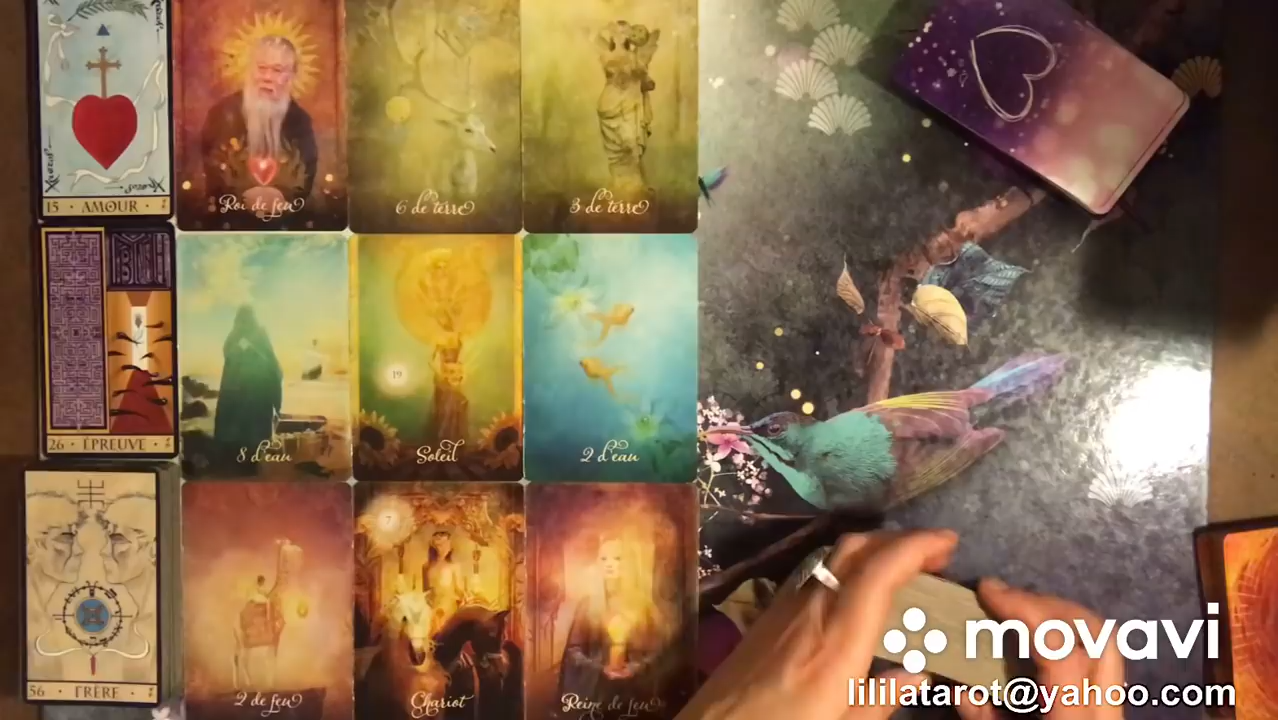 15 • AMOUR •
Roi de feu
6 de terre
3 de terre
26 • ÉPREUVE •
8 d'eau
19
Soleil
2 d'eau
56 • FRÈRE •
2 de feu
7
Chariot
Reine de feu
movavi
lililatarot@yahoo.com